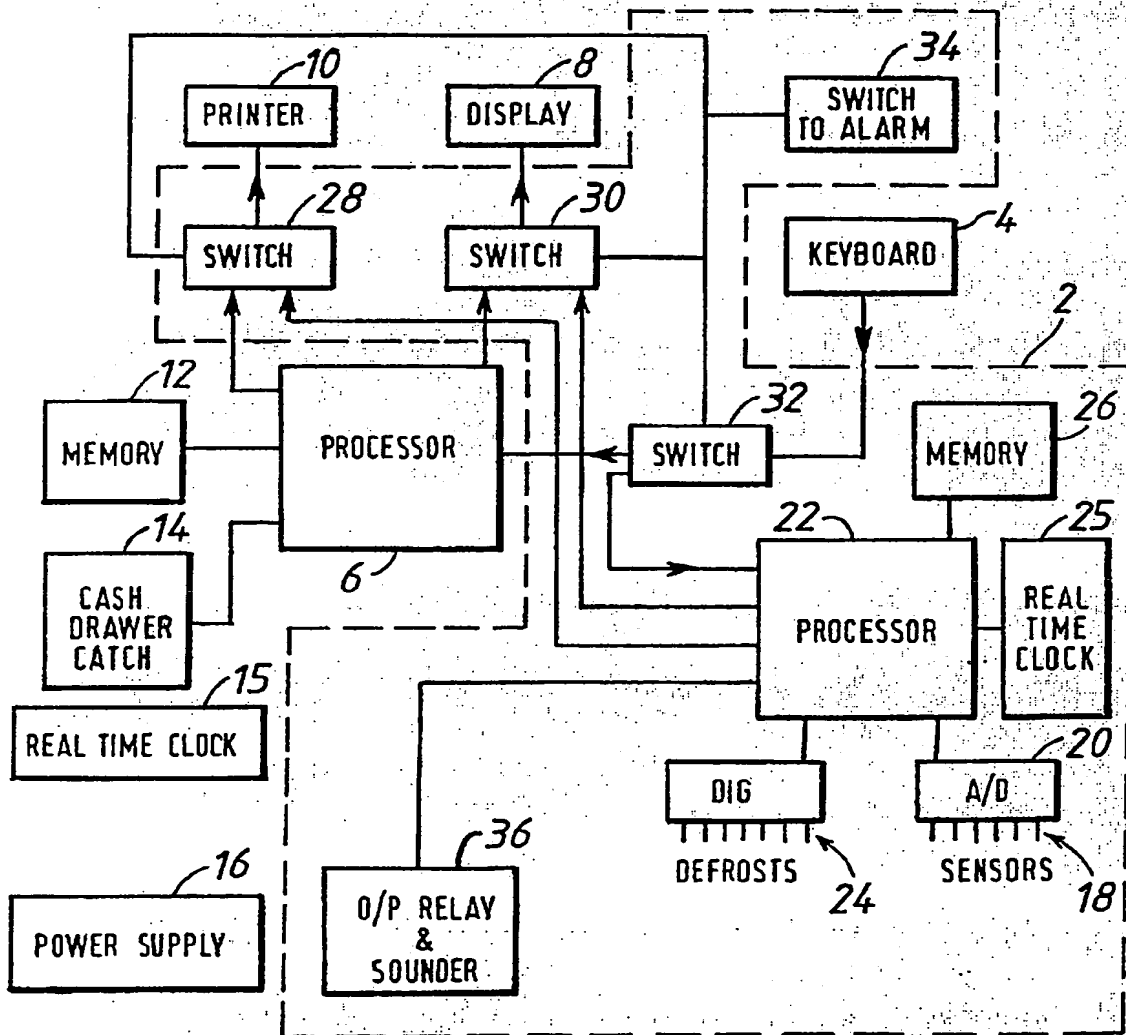 10
8
34
PRINTER
DISPLAY
SWITCH
TO ALARM
28
30
4
SWITCH
SWITCH
KEYBOARD
2
12
32
26
MEMORY
PROCESSOR
SWITCH
MEMORY
14
6
22
25
CASH
DRAWER
CATCH
PROCESSOR
REAL
TIME
CLOCK
15
REAL TIME CLOCK
20
DIG
A/D
36
DEFROSTS
24
SENSORS
18
16
O/P RELAY
&
SOUNDER
POWER SUPPLY